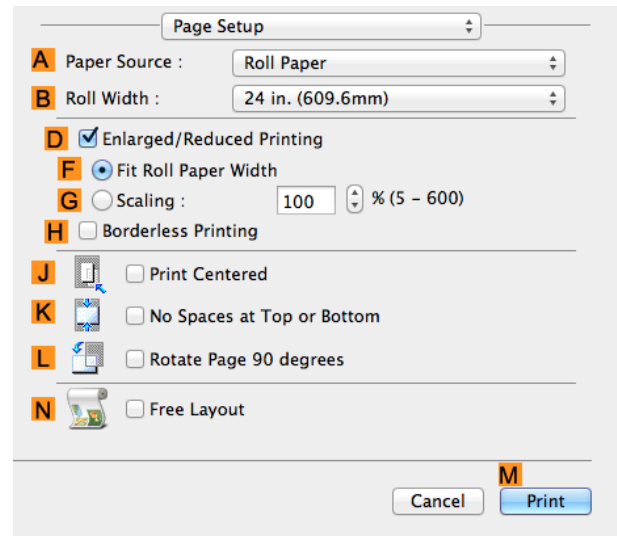 Page Setup
A Paper Source : Roll Paper
B Roll Width : 24 in. (609.6mm)
D Enlarged/Reduced Printing
F Fit Roll Paper Width
G Scaling : 100 % (5 – 600)
H Borderless Printing
J Print Centered
K No Spaces at Top or Bottom
L Rotate Page 90 degrees
N Free Layout
M
Cancel Print